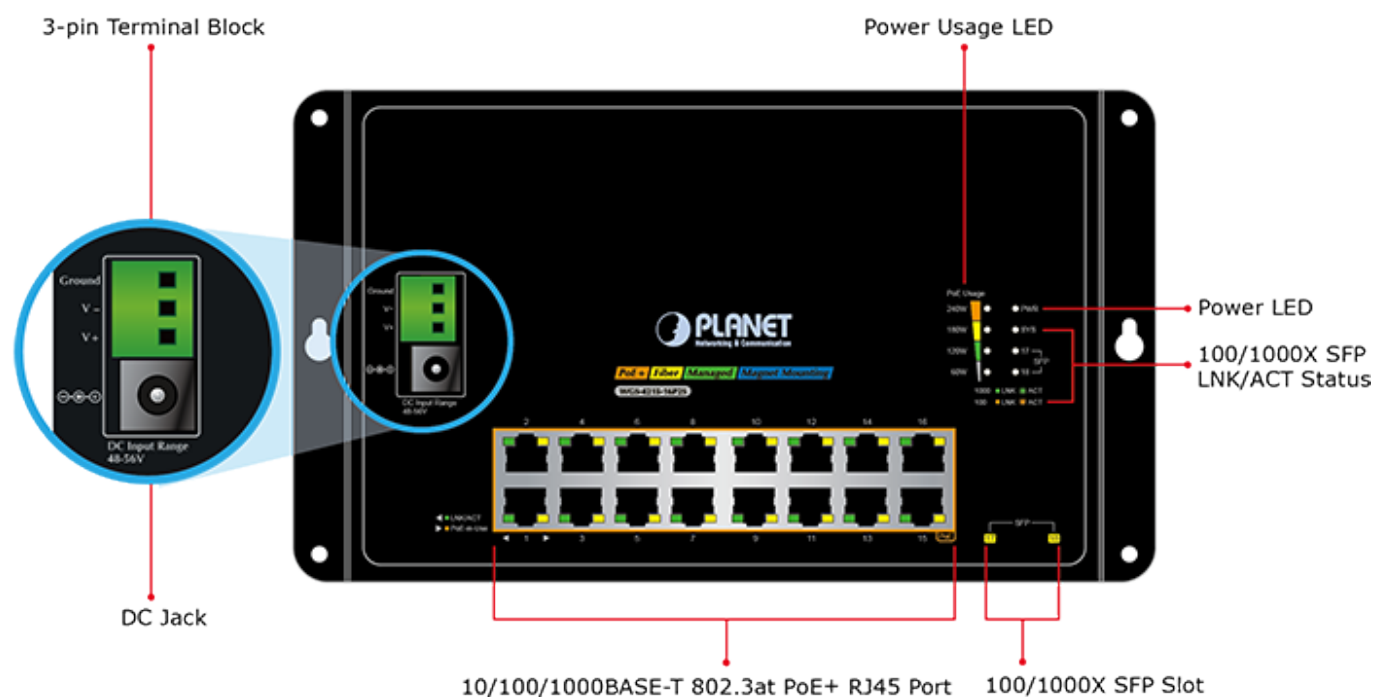 3-pin Terminal Block
Power Usage LED
Ground
V -
V +
DC Input Range
48-56V
DC Jack
Ground
V-
V+
DC Input Range
48-56V
PLANET
Networking & Communication
PoE + Fiber Managed Magnet Mounting
WGS-4215-16P2S
PoE Usage
240W PWR
180W SYS
120W 17
SFP
60W 18
1000 LNK ACT
100 LNK ACT
Power LED
100/1000X SFP
LNK/ACT Status
2 4 6 8 10 12 14 16
LNK/ACT
PoE-in-Use
1 3 5 7 9 11 13 15
SFP
17 18
10/100/1000BASE-T 802.3at PoE+ RJ45 Port
100/1000X SFP Slot